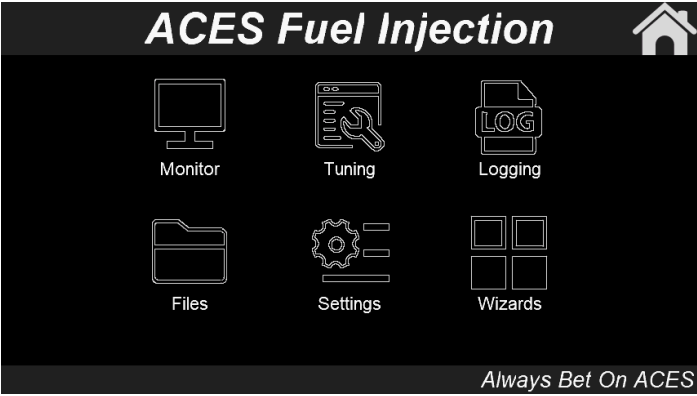 ACES Fuel Injection
Monitor Tuning Logging
LOG
Files Settings Wizards
Always Bet On ACES